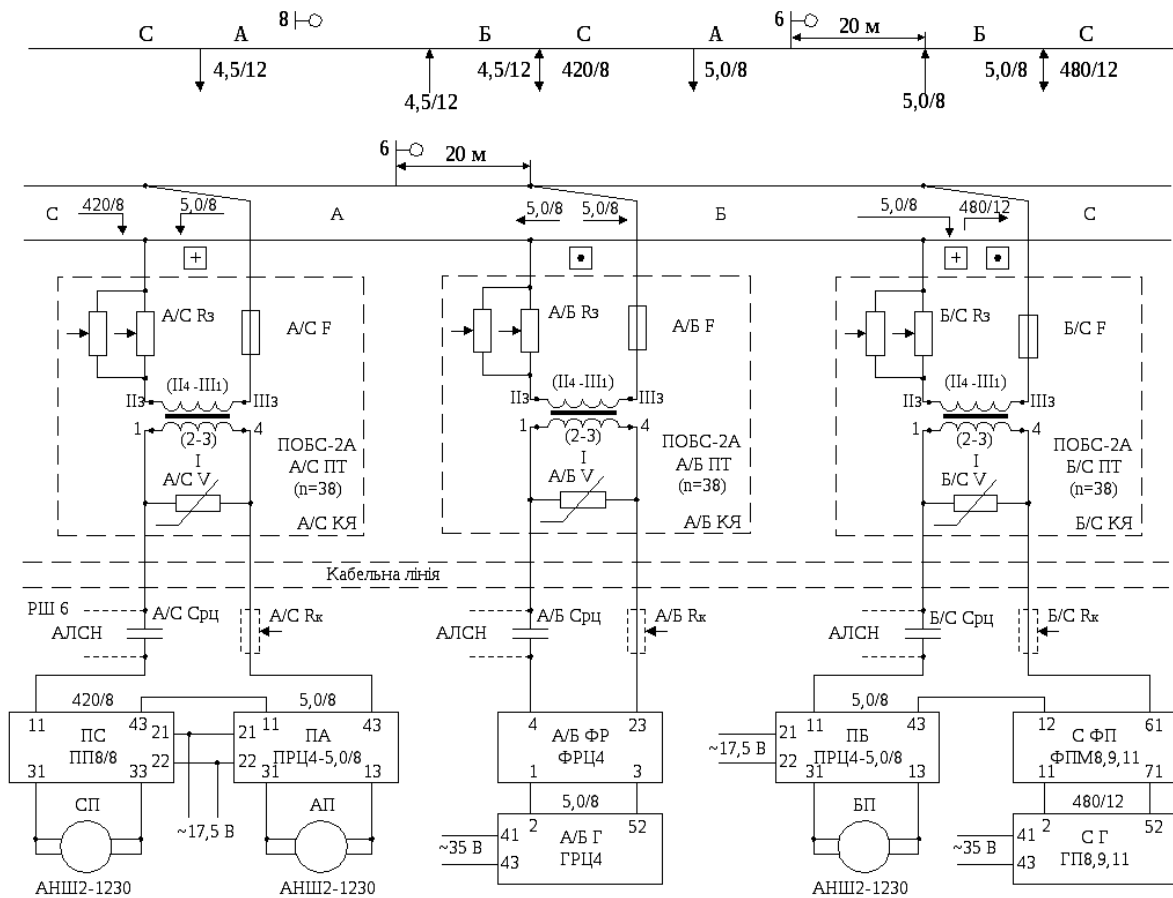 8
6
С А Б С А 20 м Б С
4,5/12 4,5/12 420/8 5,0/8 5,0/8 480/12
4,5/12 5,0/8
6
20 м
С 420/8 5,0/8 А 5,0/8 5,0/8 Б 5,0/8 480/12 С
+ • + •
А/С Rз А/С F А/Б Rз А/Б F Б/С Rз Б/С F
(II4 -III1) (II4 -III1) (II4 -III1)
II3 III3 II3 III3 II3 III3
1 4 1 4 1 4
(2-3) (2-3) (2-3)
I I I
ПОБС-2А ПОБС-2А ПОБС-2А
А/С V А/С ПТ А/Б V А/Б ПТ Б/С V Б/С ПТ
(n=38) (n=38) (n=38)
А/С КЯ А/Б КЯ Б/С КЯ
Кабельна лінія
РШ 6 А/С Срц А/С Rк А/Б Срц А/Б Rк Б/С Срц Б/С Rк
АЛСН АЛСН АЛСН
420/8 5,0/8 5,0/8
11 43 11 43 4 23 11 43 12 61
21 21 21
ПС ПА А/Б ФР ПБ С ФП
ПП8/8 ПРЦ4-5,0/8 ФРЦ4 ~17,5 В ПРЦ4-5,0/8 ФПМ8,9,11
22 22 22
31 33 31 13 1 3 31 13 11 71
СП АП 5,0/8 БП 480/12
~17,5 В
2 52 2 52
41 А/Б Г 41 С Г
~35 В ГРЦ4 ~35 В ГП8,9,11
43 43
АНШ2-1230 АНШ2-1230 АНШ2-1230